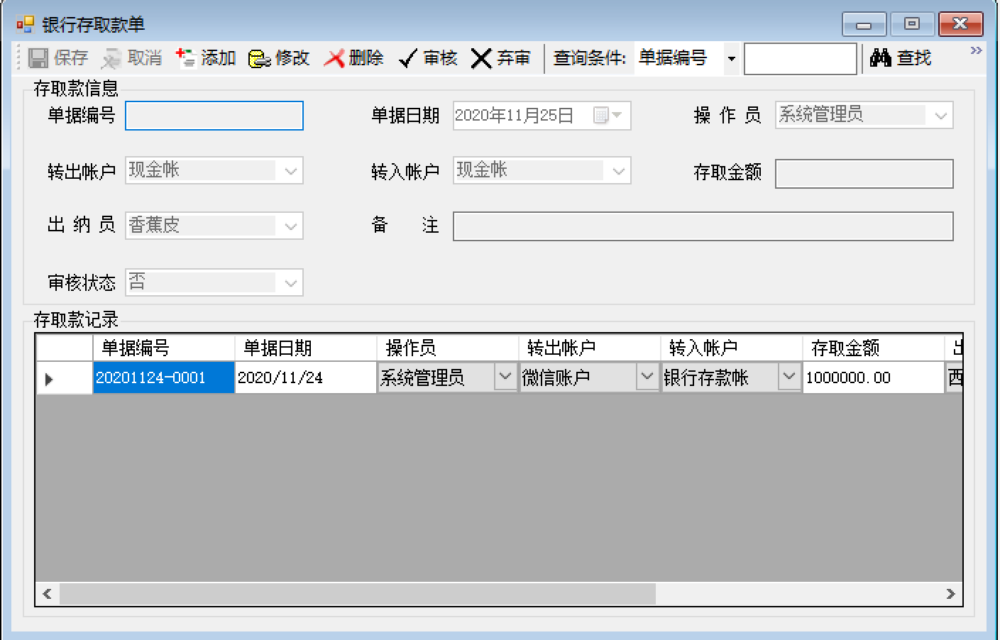 银行存取款单
保存 取消 添加 修改 删除 审核 弃审 查询条件: 单据编号 查找
存取款信息
单据编号 单据日期 2020年11月25日 操 作 员 系统管理员
转出帐户 现金帐 转入帐户 现金帐 存取金额
出 纳 员 香蕉皮 备 注
审核状态 否
存取款记录
单据编号 单据日期 操作员 转出帐户 转入帐户 存取金额 出
20201124-0001 2020/11/24 系统管理员 微信账户 银行存款帐 1000000.00 西